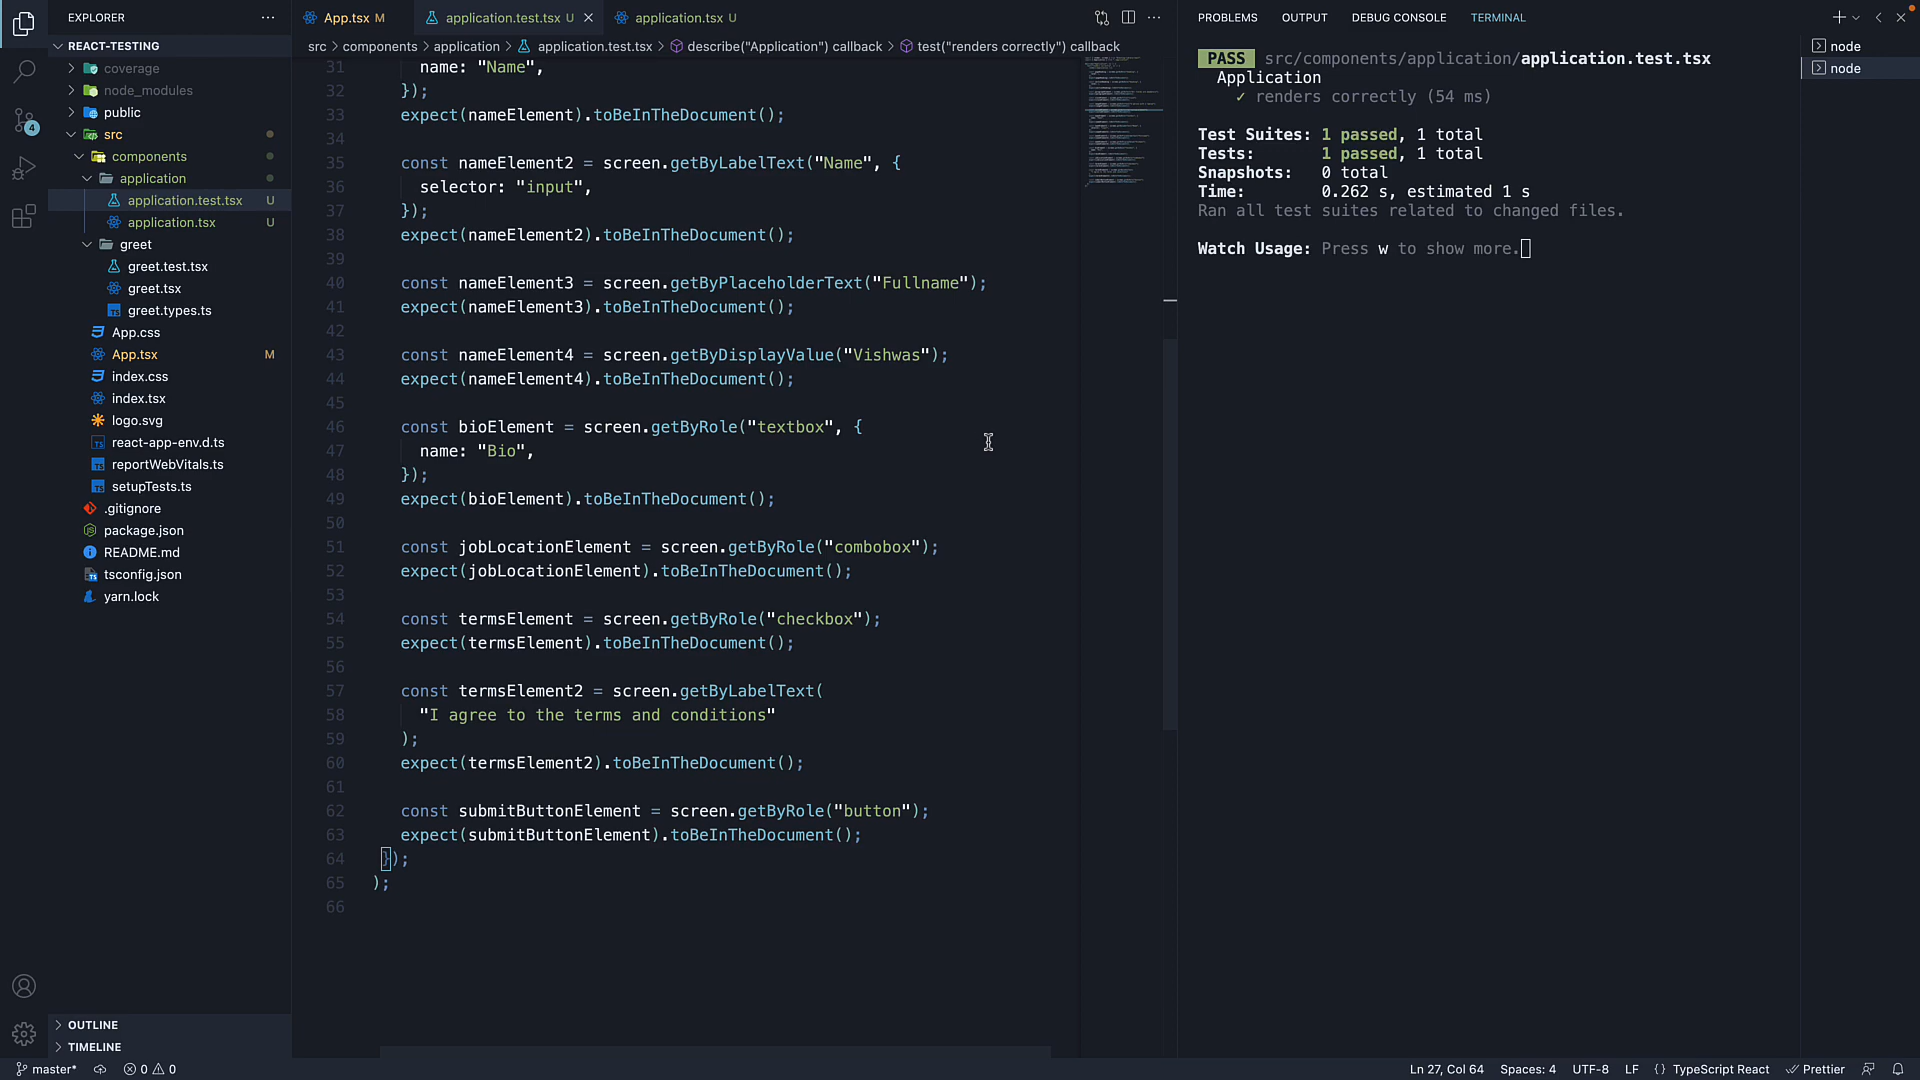 EXPLORER
REACT-TESTING
coverage
node_modules
public
src
components
application
application.test.tsx U
application.tsx U
greet
greet.test.tsx
greet.tsx
greet.types.ts
App.css
App.tsx M
index.css
index.tsx
logo.svg
react-app-env.d.ts
reportWebVitals.ts
setupTests.ts
.gitignore
package.json
README.md
tsconfig.json
yarn.lock
OUTLINE
TIMELINE
4
App.tsx M
application.test.tsx U
application.tsx U
src > components > application > application.test.tsx > describe("Application") callback > test("renders correctly") callback
31 name: "Name",
32 });
33 expect(nameElement).toBeInTheDocument();
34
35 const nameElement2 = screen.getByLabelText("Name", {
36 selector: "input",
37 });
38 expect(nameElement2).toBeInTheDocument();
39
40 const nameElement3 = screen.getByPlaceholderText("Fullname");
41 expect(nameElement3).toBeInTheDocument();
42
43 const nameElement4 = screen.getByDisplayValue("Vishwas");
44 expect(nameElement4).toBeInTheDocument();
45
46 const bioElement = screen.getByRole("textbox", {
47 name: "Bio",
48 });
49 expect(bioElement).toBeInTheDocument();
50
51 const jobLocationElement = screen.getByRole("combobox");
52 expect(jobLocationElement).toBeInTheDocument();
53
54 const termsElement = screen.getByRole("checkbox");
55 expect(termsElement).toBeInTheDocument();
56
57 const termsElement2 = screen.getByLabelText(
58 "I agree to the terms and conditions"
59 );
60 expect(termsElement2).toBeInTheDocument();
61
62 const submitButtonElement = screen.getByRole("button");
63 expect(submitButtonElement).toBeInTheDocument();
64 });
65 );
66
PROBLEMS OUTPUT DEBUG CONSOLE TERMINAL
PASS src/components/application/application.test.tsx
Application
✓ renders correctly (54 ms)
Test Suites: 1 passed, 1 total
Tests: 1 passed, 1 total
Snapshots: 0 total
Time: 0.262 s, estimated 1 s
Ran all test suites related to changed files.
Watch Usage: Press w to show more.
node
node
master* 0 0
Ln 27, Col 64 Spaces: 4 UTF-8 LF {} TypeScript React Prettier